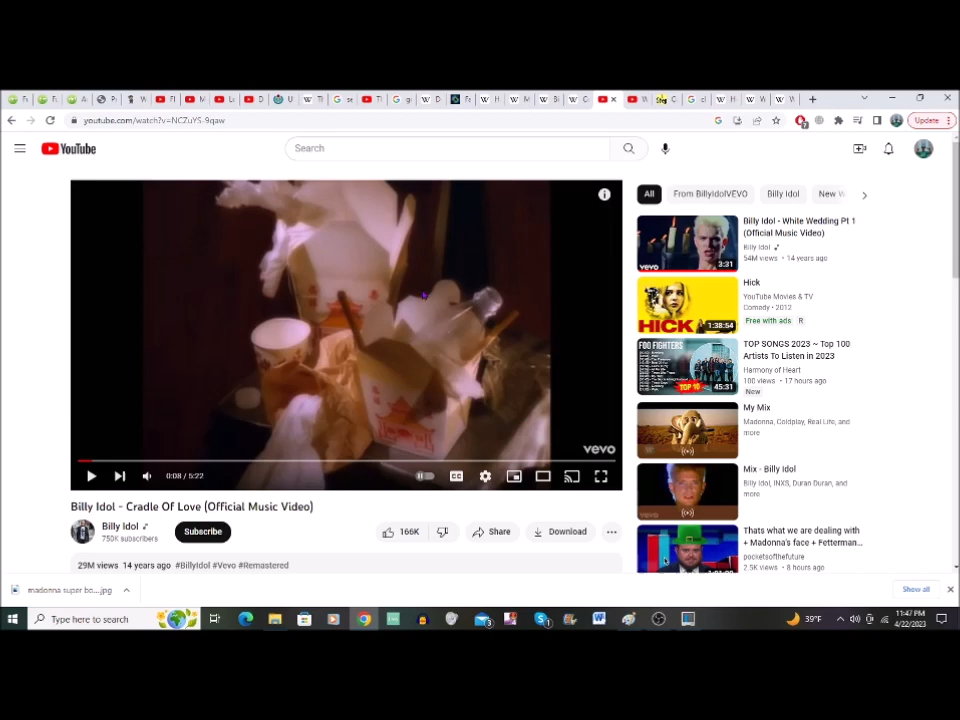 youtube.com/watch?v=NCZuYS-9qaw
Update
YouTube
Search
All
From BillyIdolVEVO
Billy Idol
New W
vevo
0:08 / 5:22
Billy Idol - Cradle Of Love (Official Music Video)
Billy Idol
750K subscribers
Subscribe
166K
Share
Download
29M views 14 years ago #BillyIdol #Vevo #Remastered
vevo
3:31
Billy Idol - White Wedding Pt 1
(Official Music Video)
Billy Idol
54M views • 14 years ago
HICK
1:38:54
Hick
YouTube Movies & TV
Comedy • 2012
Free with ads R
FOO FIGHTERS
TOP 100
45:31
TOP SONGS 2023 ~ Top 100
Artists To Listen in 2023
Harmony of Heart
100 views • 17 hours ago
New
My Mix
Madonna, Coldplay, Real Life, and
more
Mix - Billy Idol
Billy Idol, INXS, Duran Duran, and
more
Thats what we are dealing with
+ Madonna's face + Fetterman...
pocketsofthefuture
2.5K views • 8 hours ago
madonna super bo....jpg
Show all
Type here to search
39°F
11:47 PM
4/22/2023